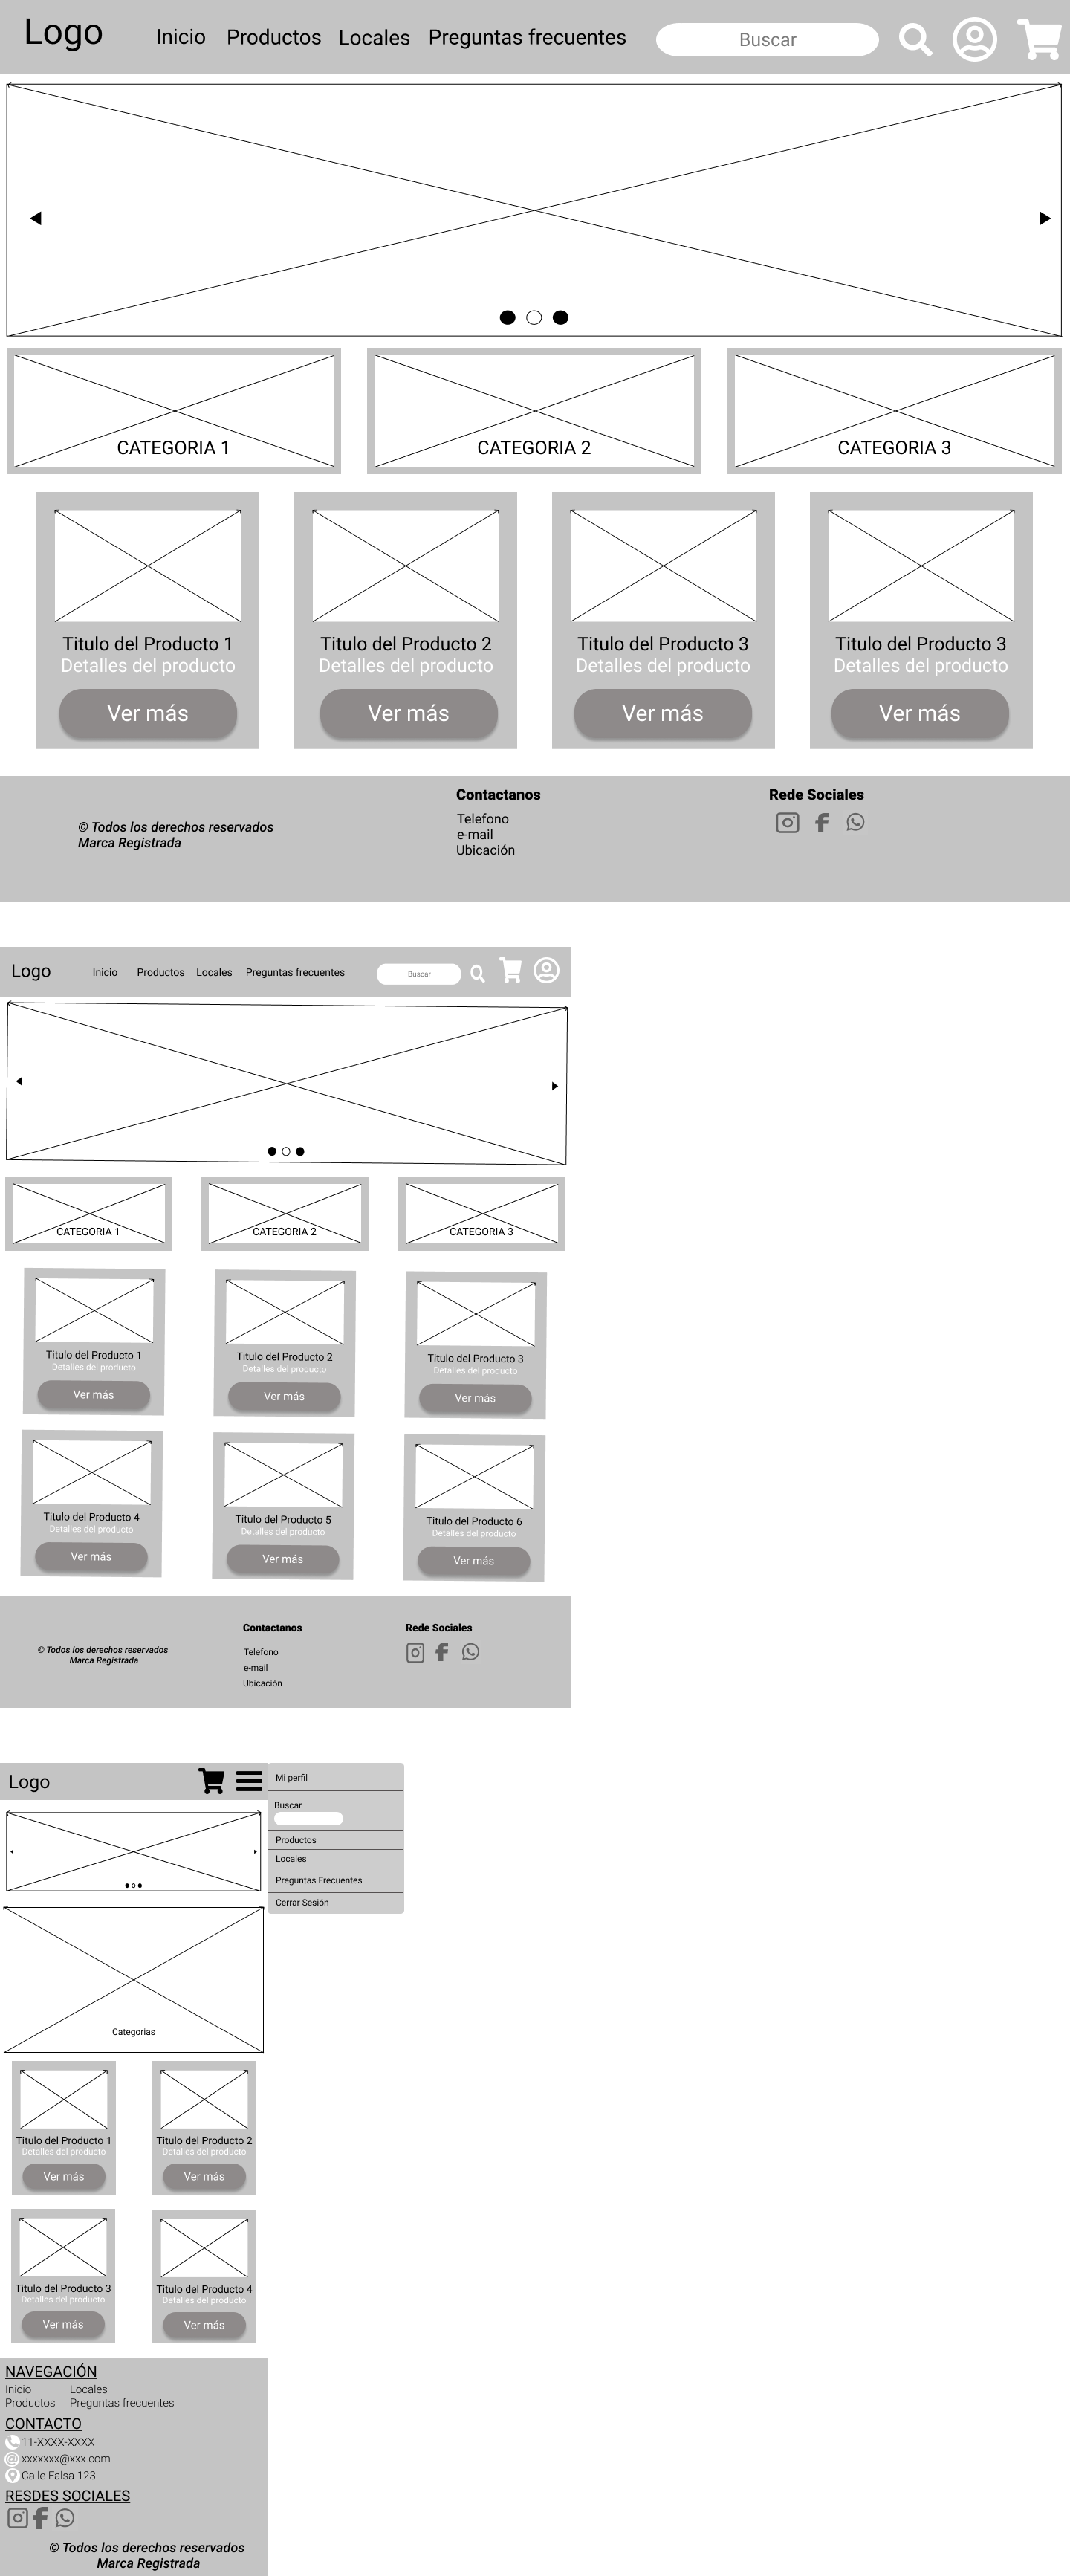 Logo
Inicio
Productos
Locales
Preguntas frecuentes
Buscar
CATEGORIA 1
CATEGORIA 2
CATEGORIA 3
Titulo del Producto 1
Detalles del producto
Ver más
Titulo del Producto 2
Detalles del producto
Ver más
Titulo del Producto 3
Detalles del producto
Ver más
Titulo del Producto 3
Detalles del producto
Ver más
© Todos los derechos reservados
Marca Registrada
Contactanos
Telefono
e-mail
Ubicación
Rede Sociales
Logo
Inicio
Productos
Locales
Preguntas frecuentes
Buscar
CATEGORIA 1
CATEGORIA 2
CATEGORIA 3
Titulo del Producto 1
Detalles del producto
Ver más
Titulo del Producto 2
Detalles del producto
Ver más
Titulo del Producto 3
Detalles del producto
Ver más
Titulo del Producto 4
Detalles del producto
Ver más
Titulo del Producto 5
Detalles del producto
Ver más
Titulo del Producto 6
Detalles del producto
Ver más
© Todos los derechos reservados
Marca Registrada
Contactanos
Telefono
e-mail
Ubicación
Rede Sociales
Logo
Mi perfil
Buscar
Productos
Locales
Preguntas Frecuentes
Cerrar Sesión
Categorias
Titulo del Producto 1
Detalles del producto
Ver más
Titulo del Producto 2
Detalles del producto
Ver más
Titulo del Producto 3
Detalles del producto
Ver más
Titulo del Producto 4
Detalles del producto
Ver más
NAVEGACIÓN
Inicio
Locales
Productos
Preguntas frecuentes
CONTACTO
11-XXXX-XXXX
xxxxxxx@xxx.com
Calle Falsa 123
RESDES SOCIALES
© Todos los derechos reservados
Marca Registrada